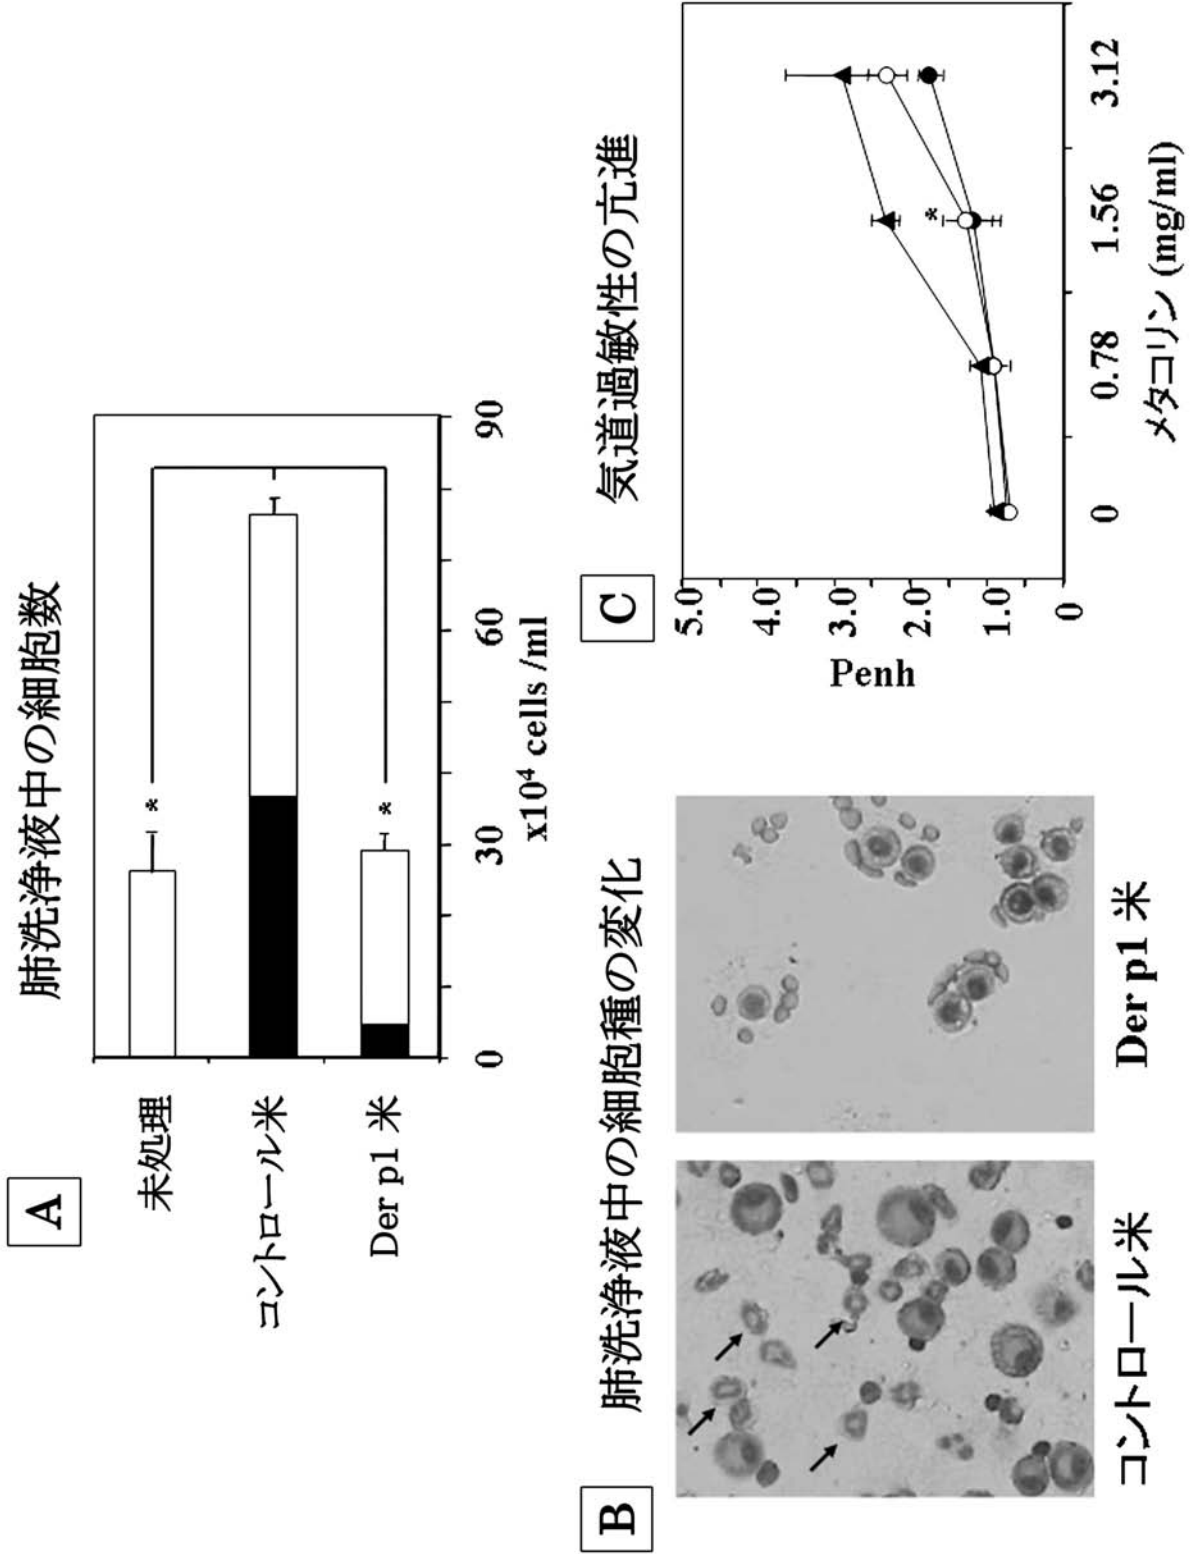 A
肺洗浄液中の細胞数
未処理
コントロール米
Der p1 米
*
*
0
30
60
90
x10⁴ cells /ml
B
肺洗浄液中の細胞種の変化
コントロール米
Der p1 米
C
気道過敏性の亢進
Penh
5.0
4.0
3.0
2.0
1.0
0
*
0
0.78
1.56
3.12
メタコリン (mg/ml)